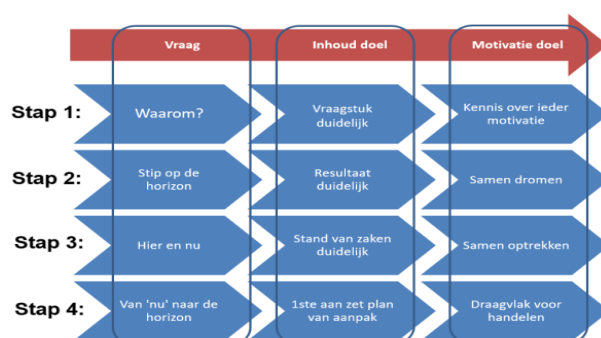 Vraag Inhoud doel Motivatie doel
Stap 1:
Waarom?
Vraagstuk
duidelijk
Kennis over ieder
motivatie
Stap 2:
Stip op de
horizon
Resultaat
duidelijk
Samen dromen
Stap 3:
Hier en nu
Stand van zaken
duidelijk
Samen optrekken
Stap 4:
Van 'nu' naar de
horizon
1ste aan zet plan
van aanpak
Draagvlak voor
handelen